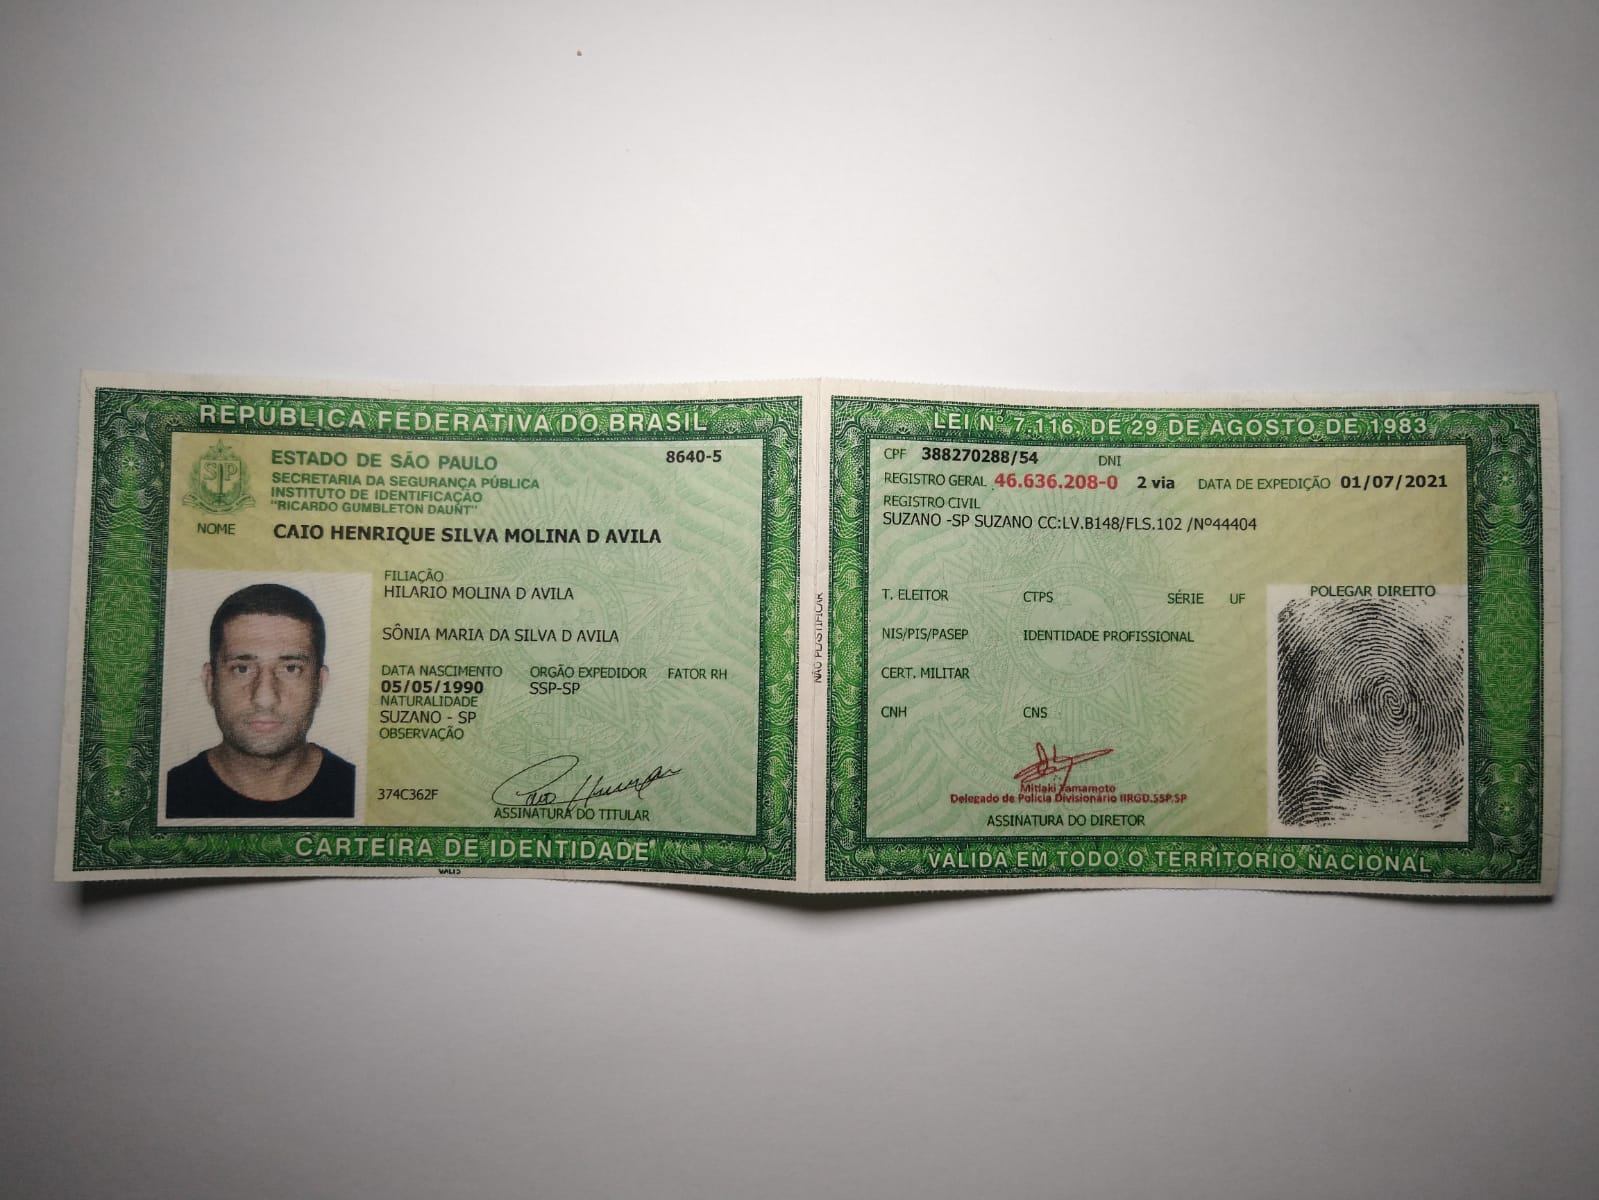 REPÚBLICA FEDERATIVA DO BRASIL
ESTADO DE SÃO PAULO
8640-5
SECRETARIA DA SEGURANÇA PÚBLICA
INSTITUTO DE IDENTIFICAÇÃO
"RICARDO GUMBLETON DAUNT"
NOME CAIO HENRIQUE SILVA MOLINA D AVILA
FILIAÇÃO
HILARIO MOLINA D AVILA
SÔNIA MARIA DA SILVA D AVILA
DATA NASCIMENTO ORGÃO EXPEDIDOR FATOR RH
05/05/1990 SSP-SP
NATURALIDADE
SUZANO - SP
OBSERVAÇÃO
374C362F
Caio Henrique
ASSINATURA DO TITULAR
CARTEIRA DE IDENTIDADE
VALID
NÃO PLASTIFICAR
LEI Nº 7.116, DE 29 DE AGOSTO DE 1983
CPF 388270288/54 DNI
REGISTRO GERAL 46.636.208-0 2 via DATA DE EXPEDIÇÃO 01/07/2021
REGISTRO CIVIL
SUZANO -SP SUZANO CC:LV.B148/FLS.102 /Nº44404
T. ELEITOR CTPS SÉRIE UF POLEGAR DIREITO
NIS/PIS/PASEP IDENTIDADE PROFISSIONAL
CERT. MILITAR
CNH CNS
Mitiaki Yamamoto
Delegado de Polícia Divisionário IIRGD.SSP.SP
ASSINATURA DO DIRETOR
VALIDA EM TODO O TERRITORIO NACIONAL